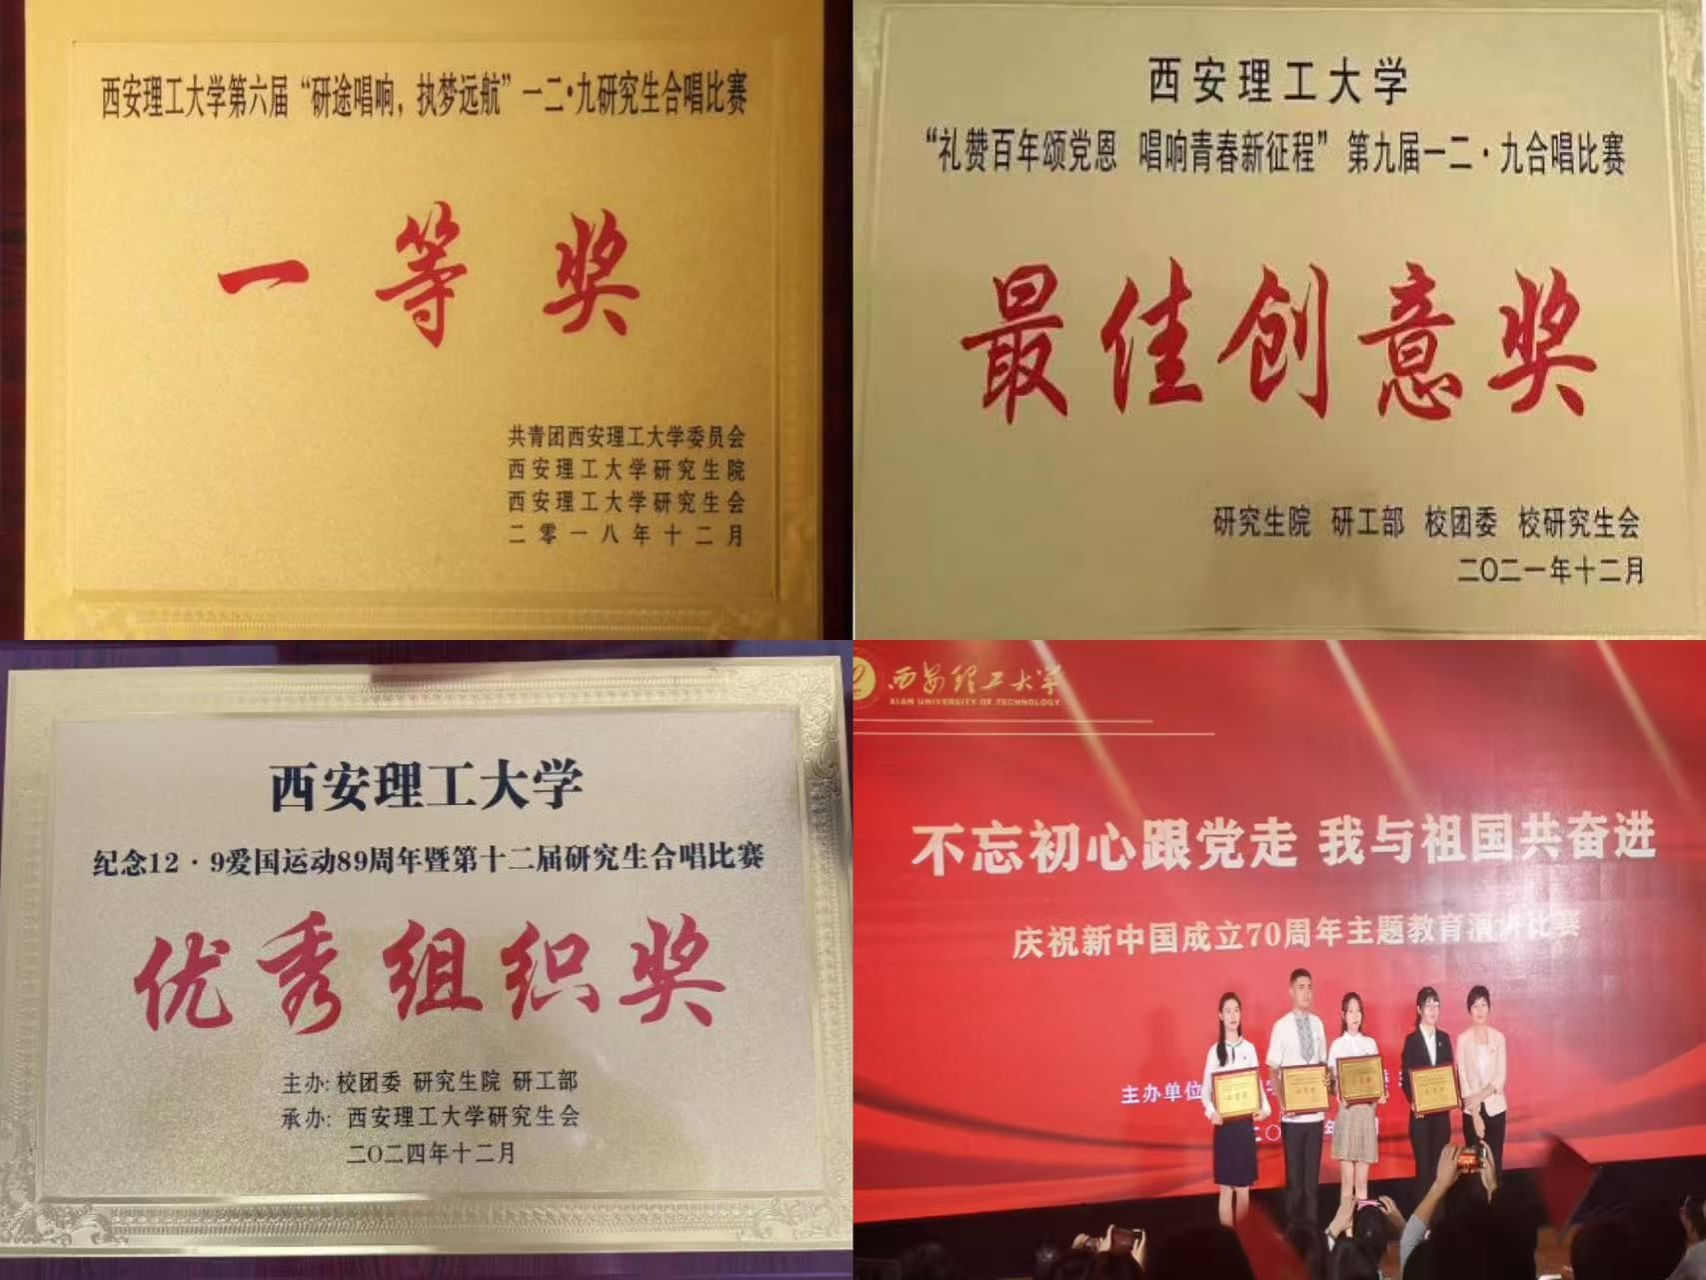 西安理工大学第六届“研途唱响，执梦远航”一二·九研究生合唱比赛
一等奖
共青团西安理工大学委员会
西安理工大学研究生院
西安理工大学研究生会
二零一八年十二月
西安理工大学
“礼赞百年颂党恩 唱响青春新征程”第九届一二·九合唱比赛
最佳创意奖
研究生院 研工部 校团委 校研究生会
二〇二一年十二月
西安理工大学
纪念12·9爱国运动89周年暨第十二届研究生合唱比赛
优秀组织奖
主办: 校团委 研究生院 研工部
承办: 西安理工大学研究生会
二〇二四年十二月
西安理工大学
XIAN UNIVERSITY OF TECHNOLOGY
不忘初心跟党走 我与祖国共奋进
庆祝新中国成立70周年主题教育演讲比赛
主办单位